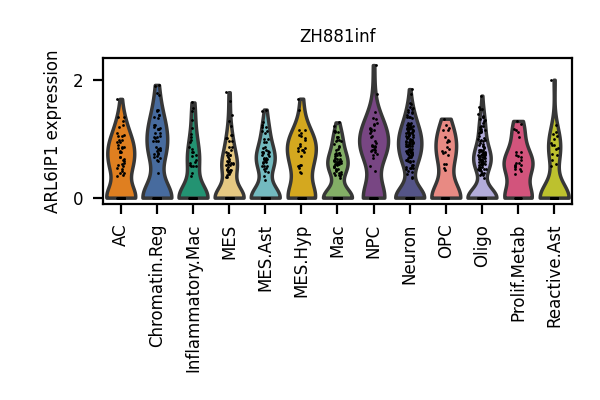 ZH881inf
ARL6IP1 expression
2
0
AC
Chromatin.Reg
Inflammatory.Mac
MES
MES.Ast
MES.Hyp
Mac
NPC
Neuron
OPC
Oligo
Prolif.Metab
Reactive.Ast